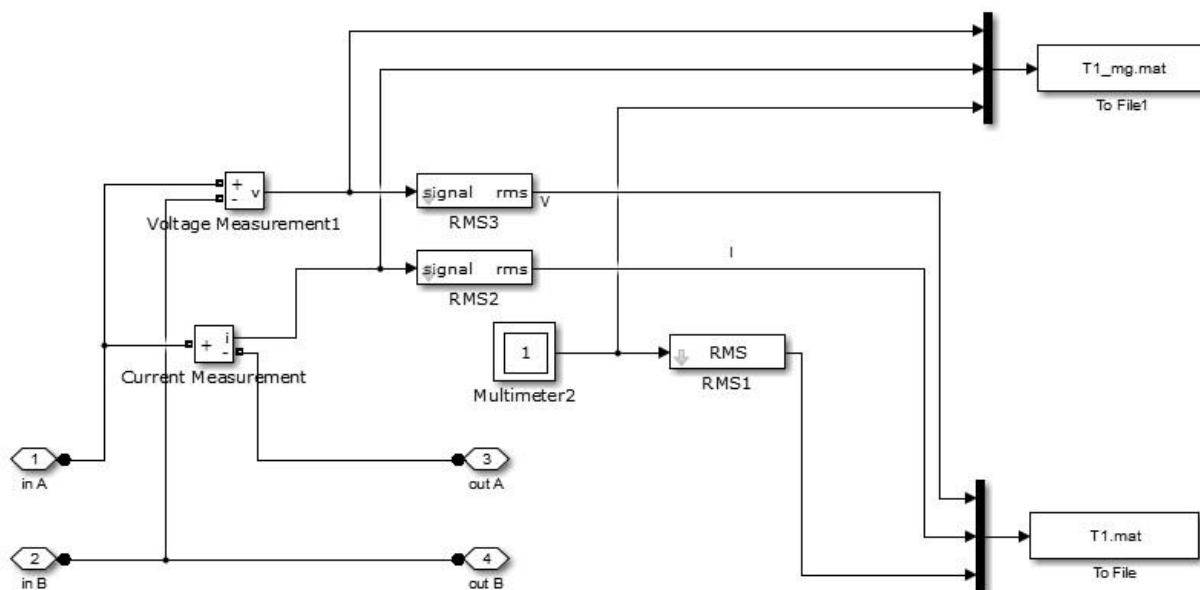 T1_mg.mat
To File1
+
-
v
Voltage Measurement1
signal rms
V
RMS3
signal rms
I
RMS2
+
i
-
Current Measurement
1
Multimeter2
RMS
RMS1
1
in A
3
out A
2
in B
4
out B
T1.mat
To File